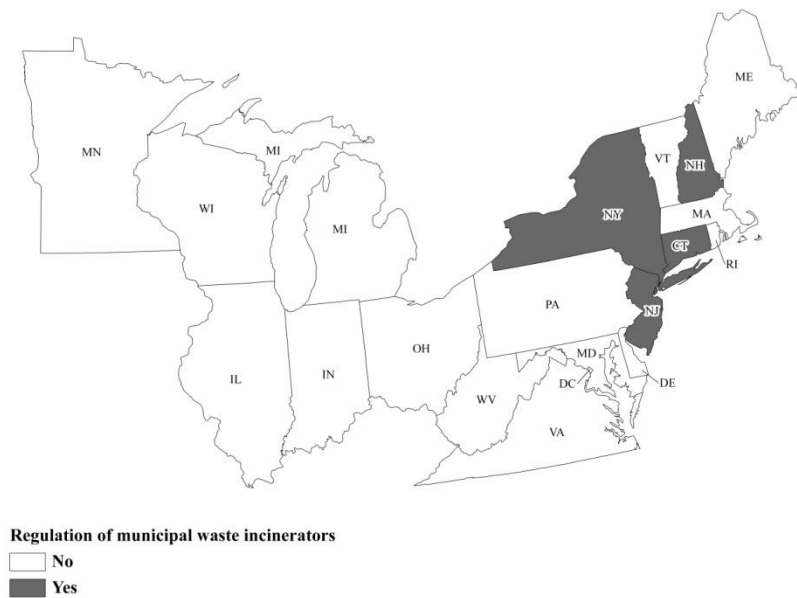 ME
MN
MI
VT
NH
WI
NY
MA
MI
CT
RI
PA
NJ
OH
MD
IL
IN
DE
DC
WV
VA
Regulation of municipal waste incinerators
No
Yes